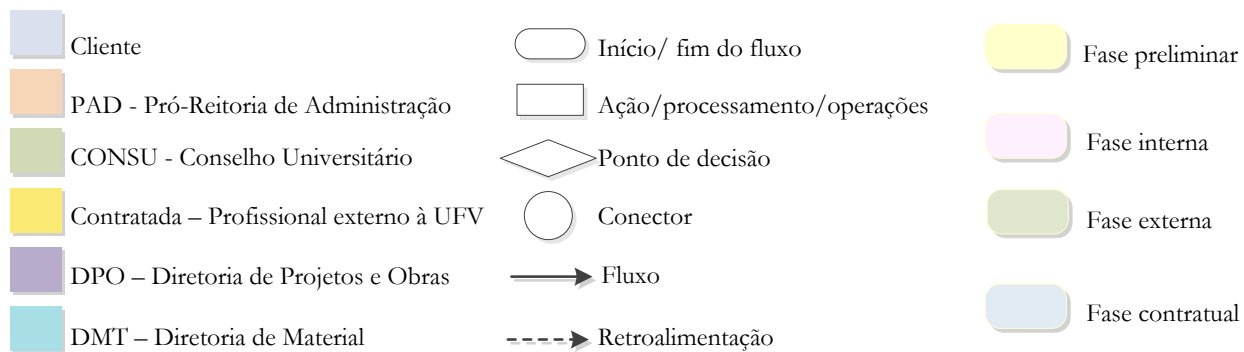 Cliente
PAD - Pró-Reitoria de Administração
CONSU - Conselho Universitário
Contratada – Profissional externo à UFV
DPO – Diretoria de Projetos e Obras
DMT – Diretoria de Material
Início/ fim do fluxo
Ação/processamento/operações
Ponto de decisão
Conector
Fluxo
Retroalimentação
Fase preliminar
Fase interna
Fase externa
Fase contratual